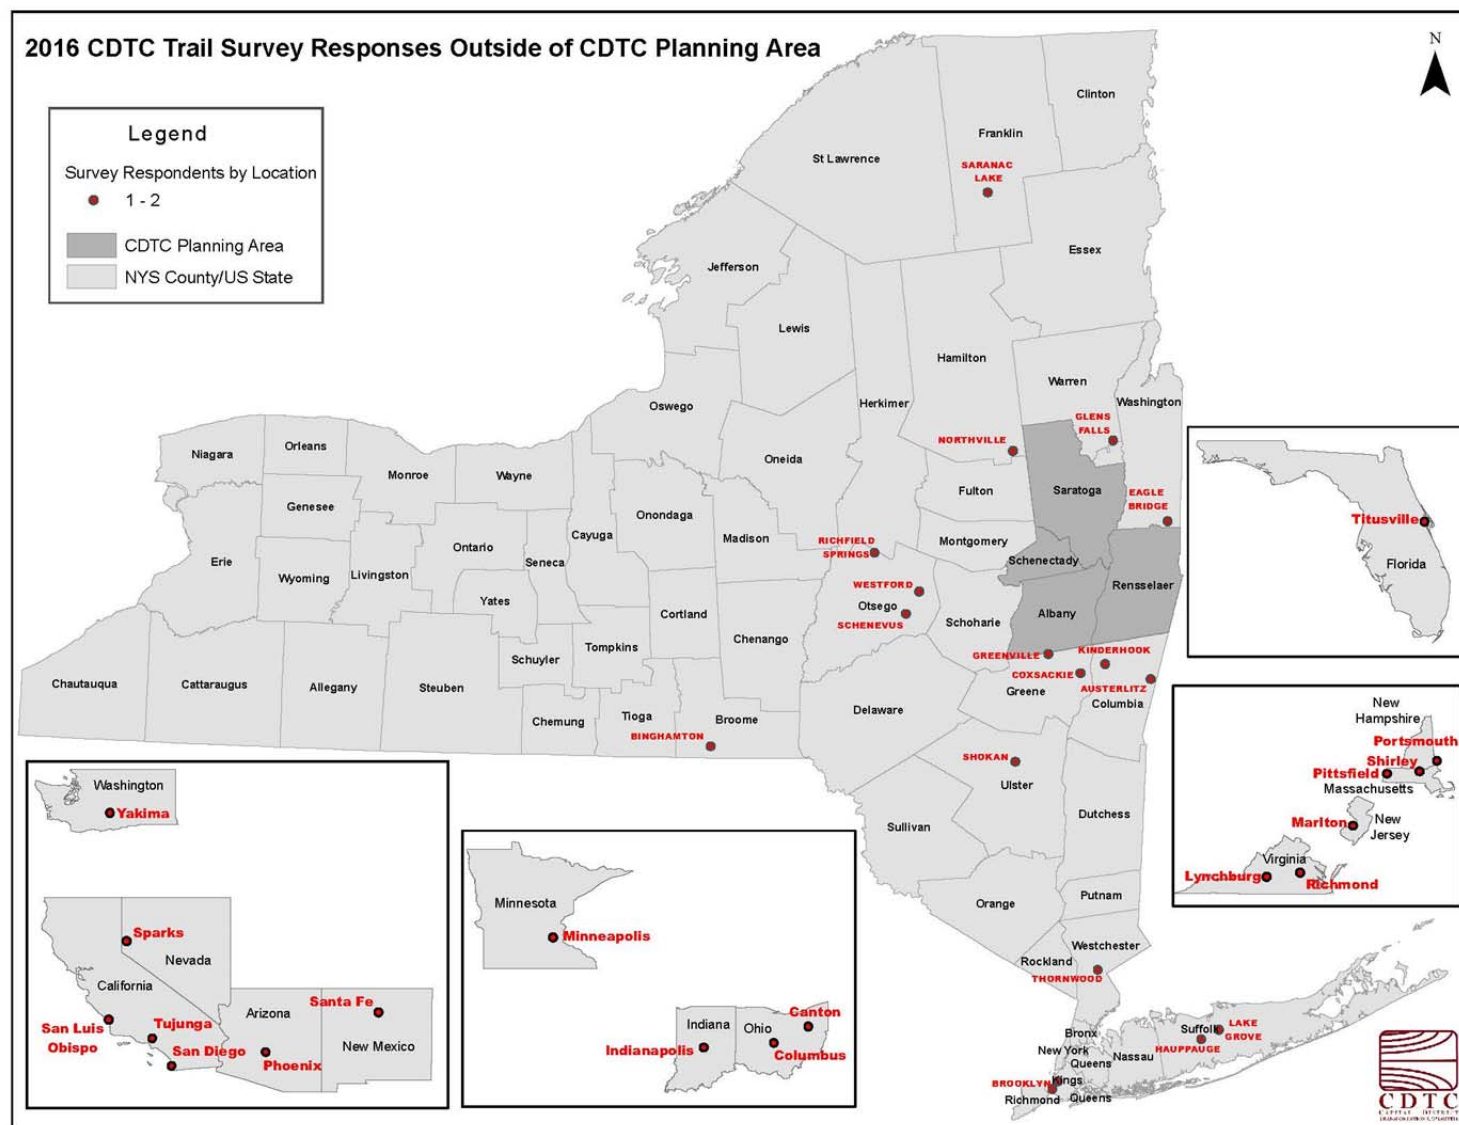 2016 CDTC Trail Survey Responses Outside of CDTC Planning Area
N
Legend
Survey Respondents by Location
1 - 2
CDTC Planning Area
NYS County/US State
Clinton
Franklin
St Lawrence
SARANAC
LAKE
Essex
Jefferson
Lewis
Hamilton
Warren
Washington
Herkimer
Oswego
GLENS
FALLS
NORTHVILLE
Niagara
Orleans
Monroe
Wayne
Oneida
Genesee
Fulton
Saratoga
EAGLE
BRIDGE
Onondaga
Cayuga
Madison
Montgomery
RICHFIELD
SPRINGS
Erie
Ontario
Seneca
Schenectady
Wyoming
Livingston
Rensselaer
WESTFORD
Yates
Otsego
Cortland
Albany
SCHENEVUS
Schoharie
Chenango
Tompkins
Schuyler
GREENVILLE
KINDERHOOK
COXSACKIE
AUSTERLITZ
Greene
Columbia
Chautauqua
Cattaraugus
Allegany
Steuben
Delaware
Chemung
Tioga
Broome
BINGHAMTON
SHOKAN
Ulster
Sullivan
Dutchess
Orange
Putnam
Westchester
Rockland
THORNWOOD
Bronx
New York
Queens
Nassau
Suffolk
LAKE
GROVE
HAUPPAUGE
BROOKLYN
Kings
Richmond
Queens
Titusville
Florida
New
Hampshire
Portsmouth
Shirley
Pittsfield
Massachusetts
Marlton
New
Jersey
Virginia
Lynchburg
Richmond
Washington
Yakima
Sparks
Nevada
California
Arizona
Santa Fe
San Luis
Obispo
Tujunga
San Diego
Phoenix
New Mexico
Minnesota
Minneapolis
Indiana
Ohio
Canton
Indianapolis
Columbus
CDTC